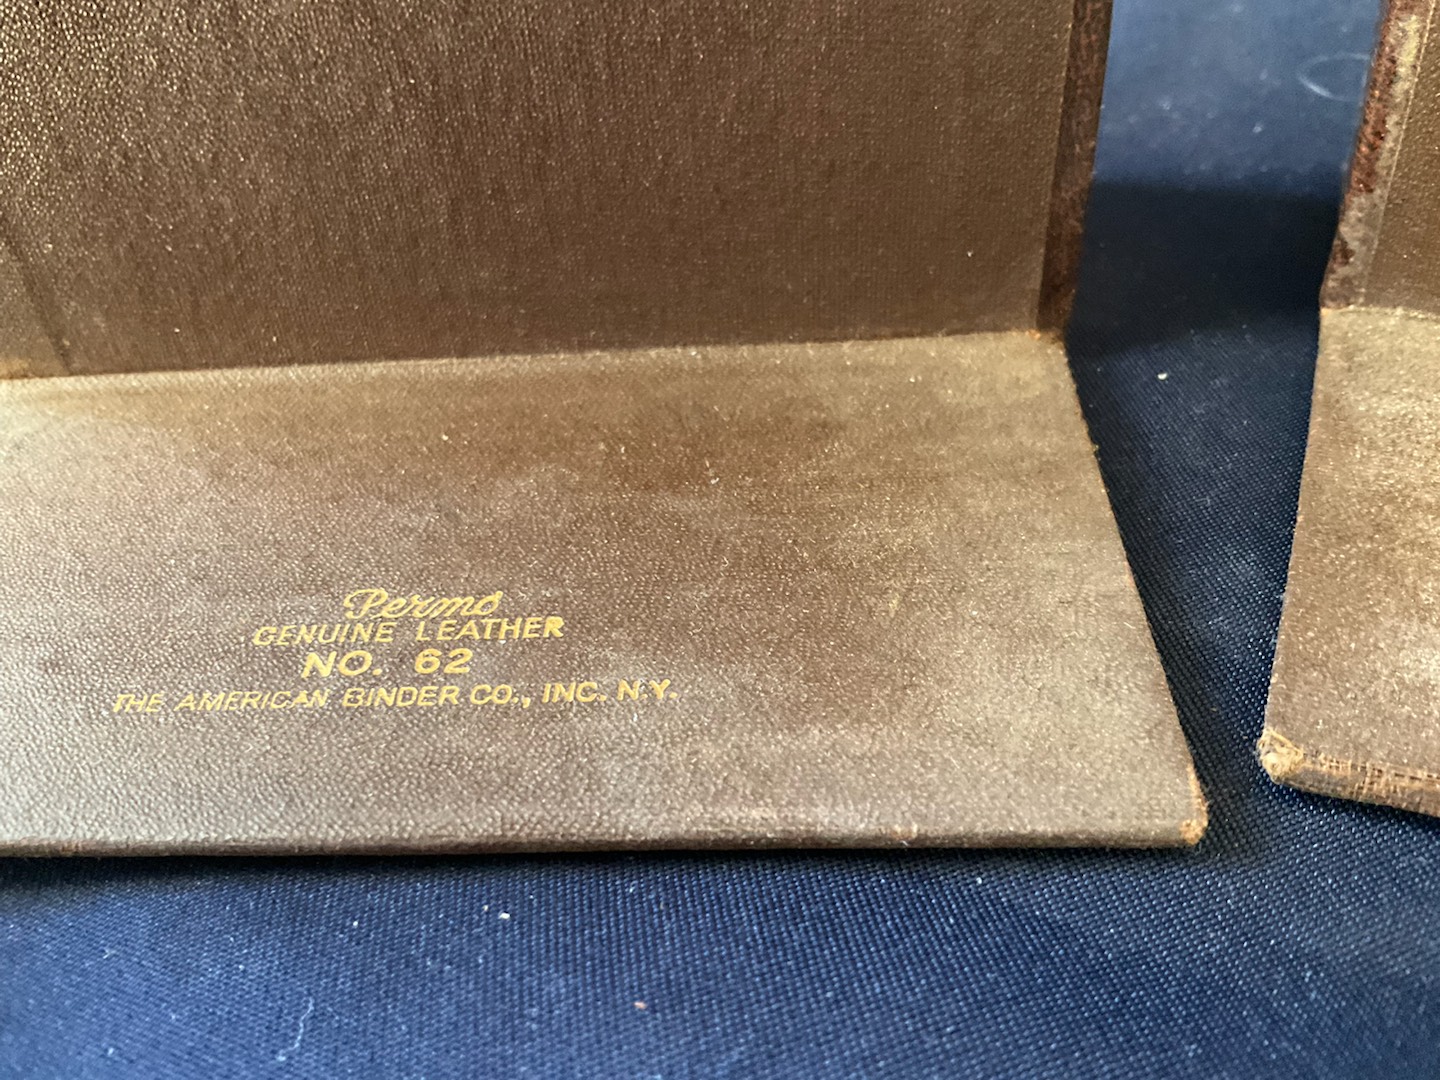 Permo
GENUINE LEATHER
NO. 62
THE AMERICAN BINDER CO., INC. N.Y.